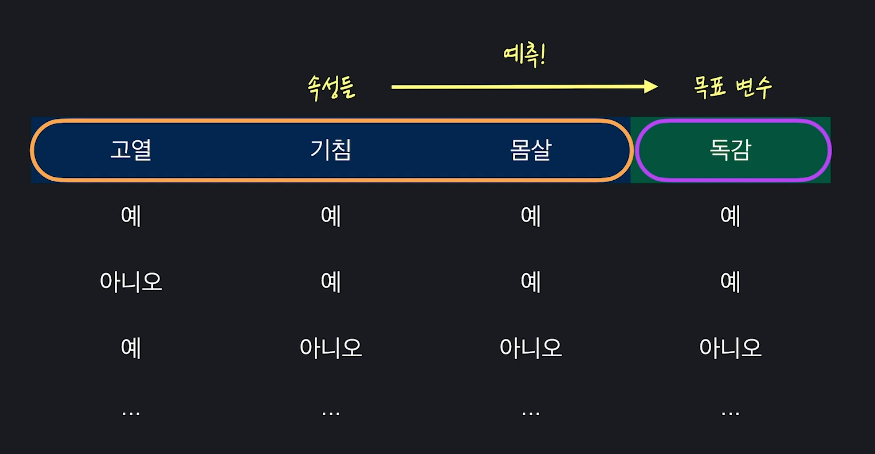 예측!
속성들 목표 변수
고열 기침 몸살 독감
예 예 예 예
아니오 예 예 예
예 아니오 아니오 아니오
... ... ... ...